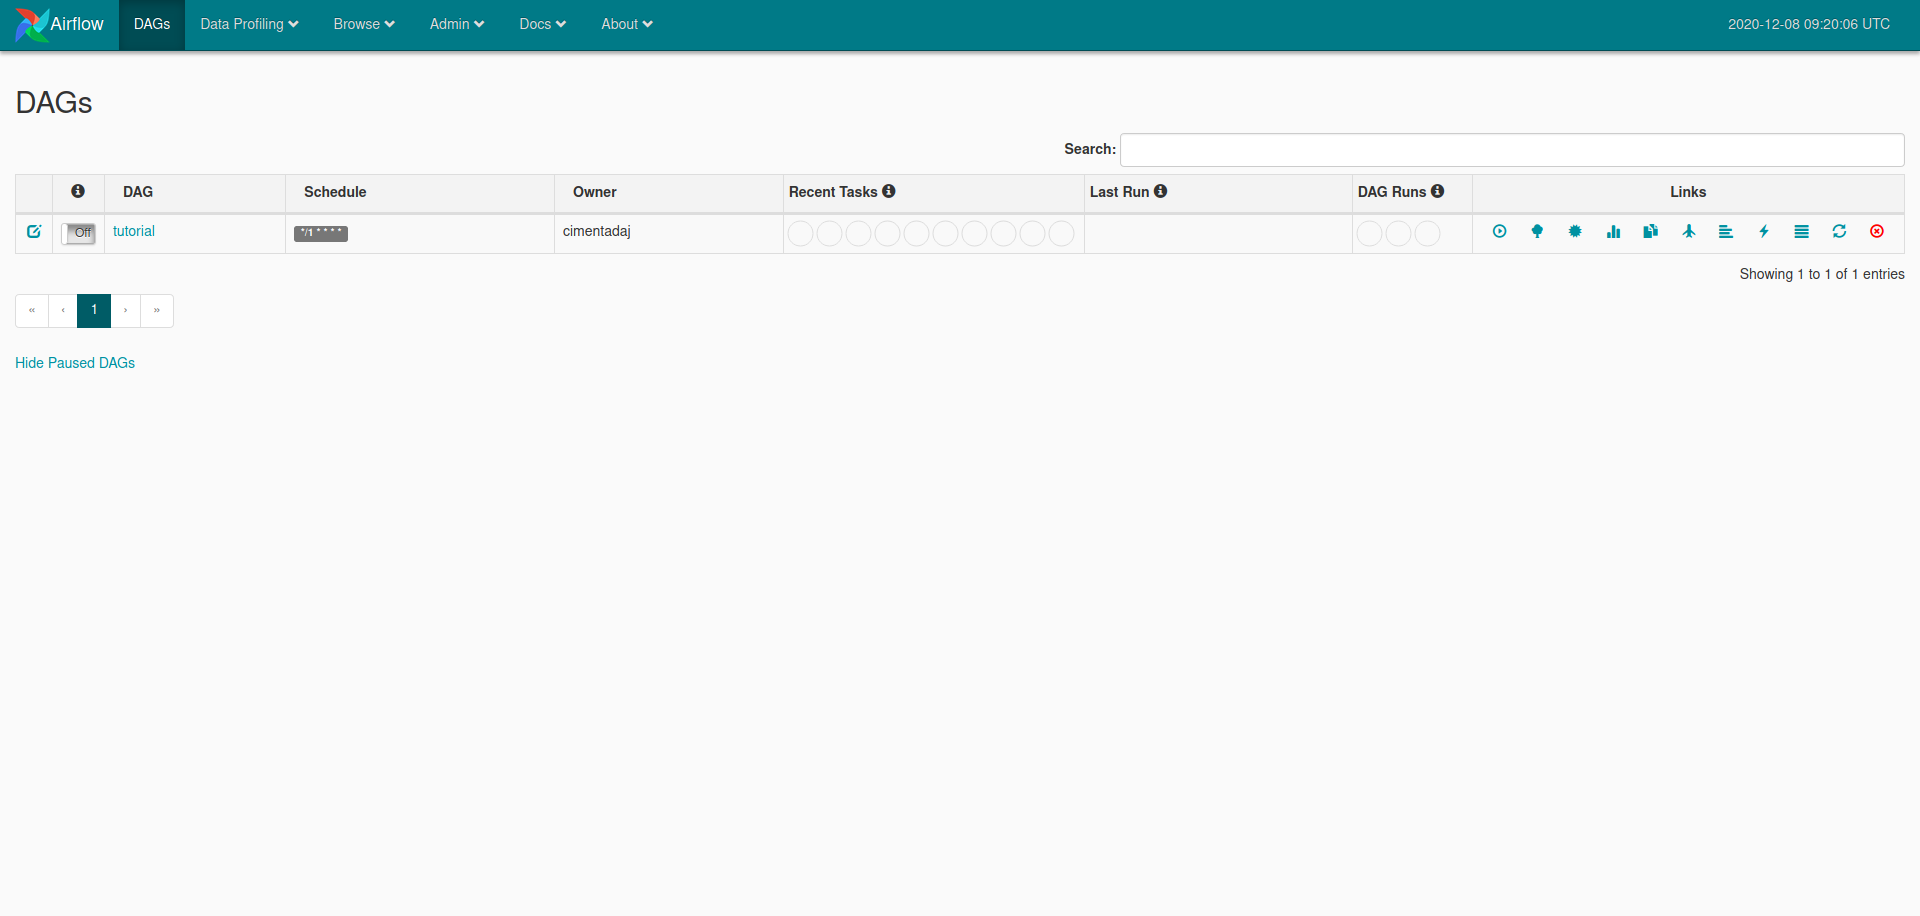 Airflow DAGs Data Profiling Browse Admin Docs About 2020-12-08 09:20:06 UTC
DAGs
Search:
DAG Schedule Owner Recent Tasks Last Run DAG Runs Links
Off tutorial */1 * * * * cimentadaj
Showing 1 to 1 of 1 entries
« ‹ 1 › »
Hide Paused DAGs